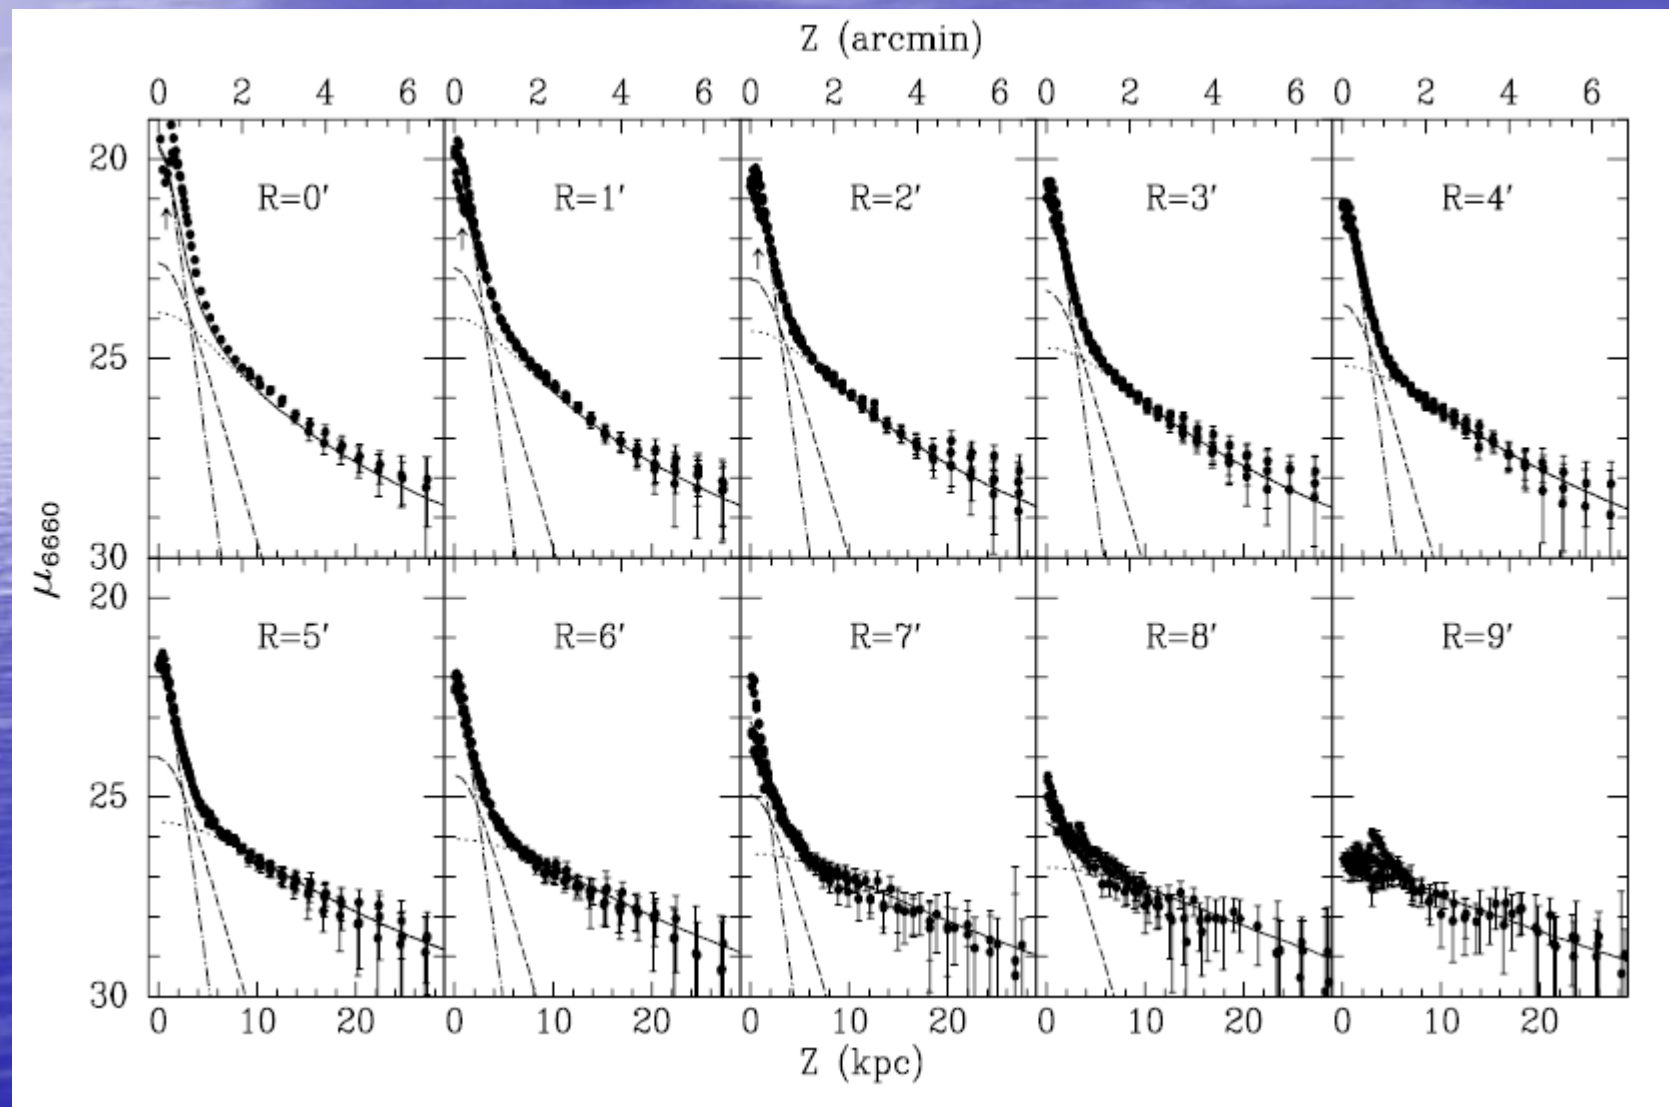 Z (arcmin)
0 2 4 6 0 2 4 6 0 2 4 6 0 2 4 6 0 2 4 6
20
R=0′ R=1′ R=2′ R=3′ R=4′
25
μ6660
30
20
R=5′ R=6′ R=7′ R=8′ R=9′
25
30
0 10 20 0 10 20 0 10 20 0 10 20 0 10 20
Z (kpc)